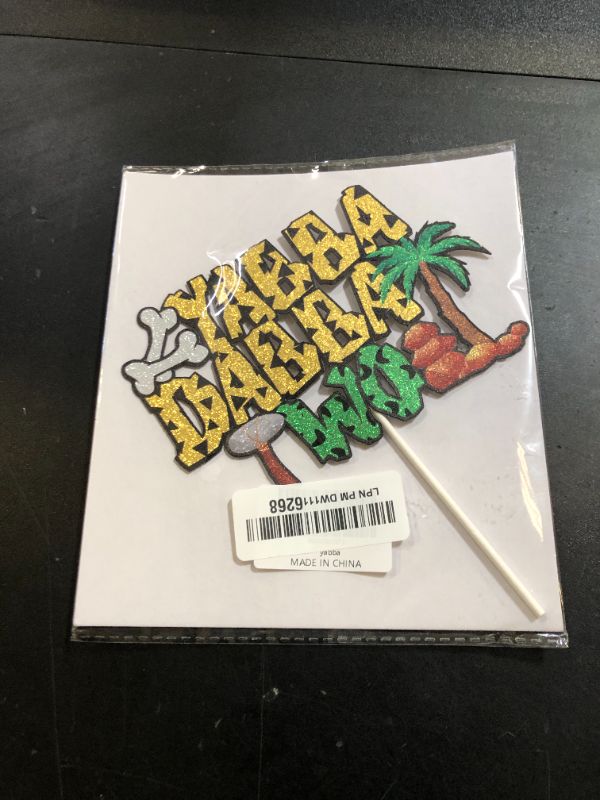 YABBA
DABBA
TWO
LPN PM DW1116268
yabba
MADE IN CHINA